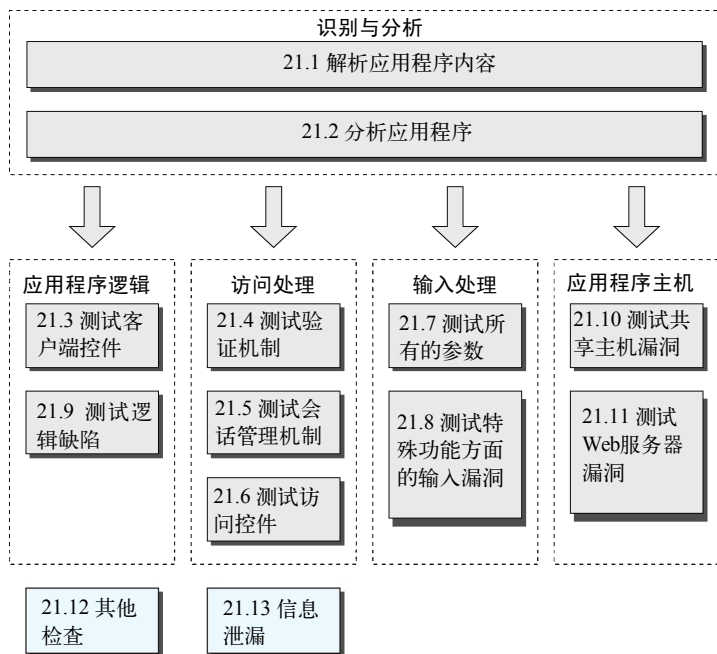 识别与分析
21.1 解析应用程序内容
21.2 分析应用程序
应用程序逻辑
21.3 测试客
户端控件
21.9 测试逻
辑缺陷
访问处理
21.4 测试验
证机制
21.5 测试会
话管理机制
21.6 测试访
问控件
输入处理
21.7 测试所
有的参数
21.8 测试特
殊功能方面
的输入漏洞
应用程序主机
21.10 测试共
享主机漏洞
21.11 测试
Web服务器
漏洞
21.12 其他
检查
21.13 信息
泄漏